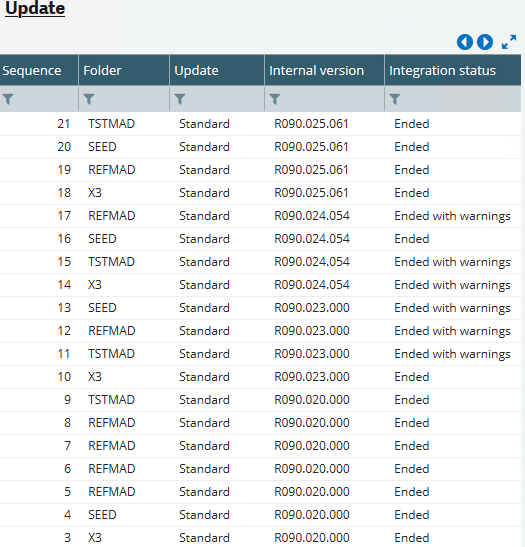 Update
Sequence Folder Update Internal version Integration status
21 TSTMAD Standard R090.025.061 Ended
20 SEED Standard R090.025.061 Ended
19 REFMAD Standard R090.025.061 Ended
18 X3 Standard R090.025.061 Ended
17 REFMAD Standard R090.024.054 Ended with warnings
16 SEED Standard R090.024.054 Ended
15 TSTMAD Standard R090.024.054 Ended with warnings
14 X3 Standard R090.024.054 Ended with warnings
13 SEED Standard R090.023.000 Ended with warnings
12 REFMAD Standard R090.023.000 Ended with warnings
11 TSTMAD Standard R090.023.000 Ended with warnings
10 X3 Standard R090.023.000 Ended
9 TSTMAD Standard R090.020.000 Ended
8 REFMAD Standard R090.020.000 Ended
7 REFMAD Standard R090.020.000 Ended
6 REFMAD Standard R090.020.000 Ended
5 REFMAD Standard R090.020.000 Ended
4 SEED Standard R090.020.000 Ended
3 X3 Standard R090.020.000 Ended